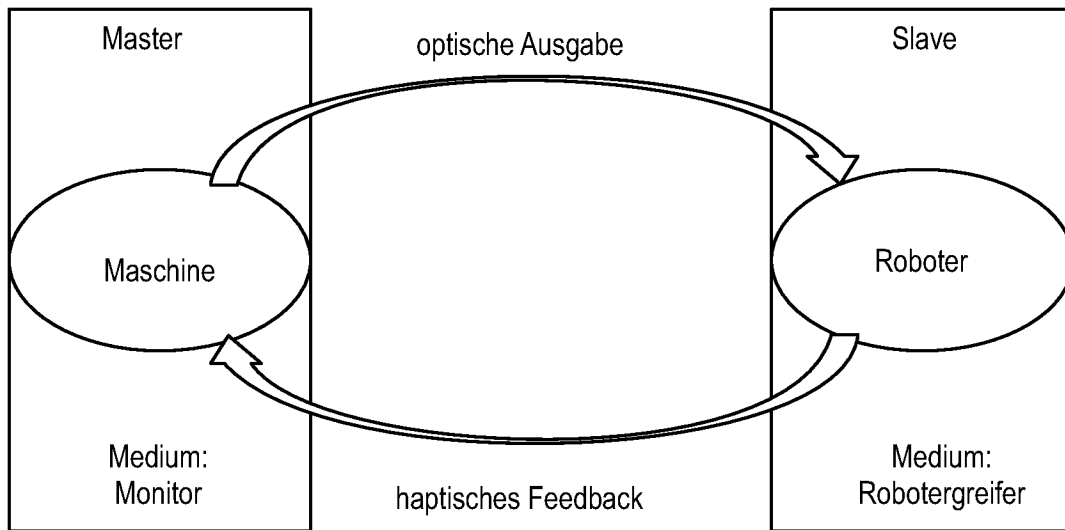 Master
optische Ausgabe
Slave
Maschine
Roboter
Medium:
Monitor
haptisches Feedback
Medium:
Robotergreifer